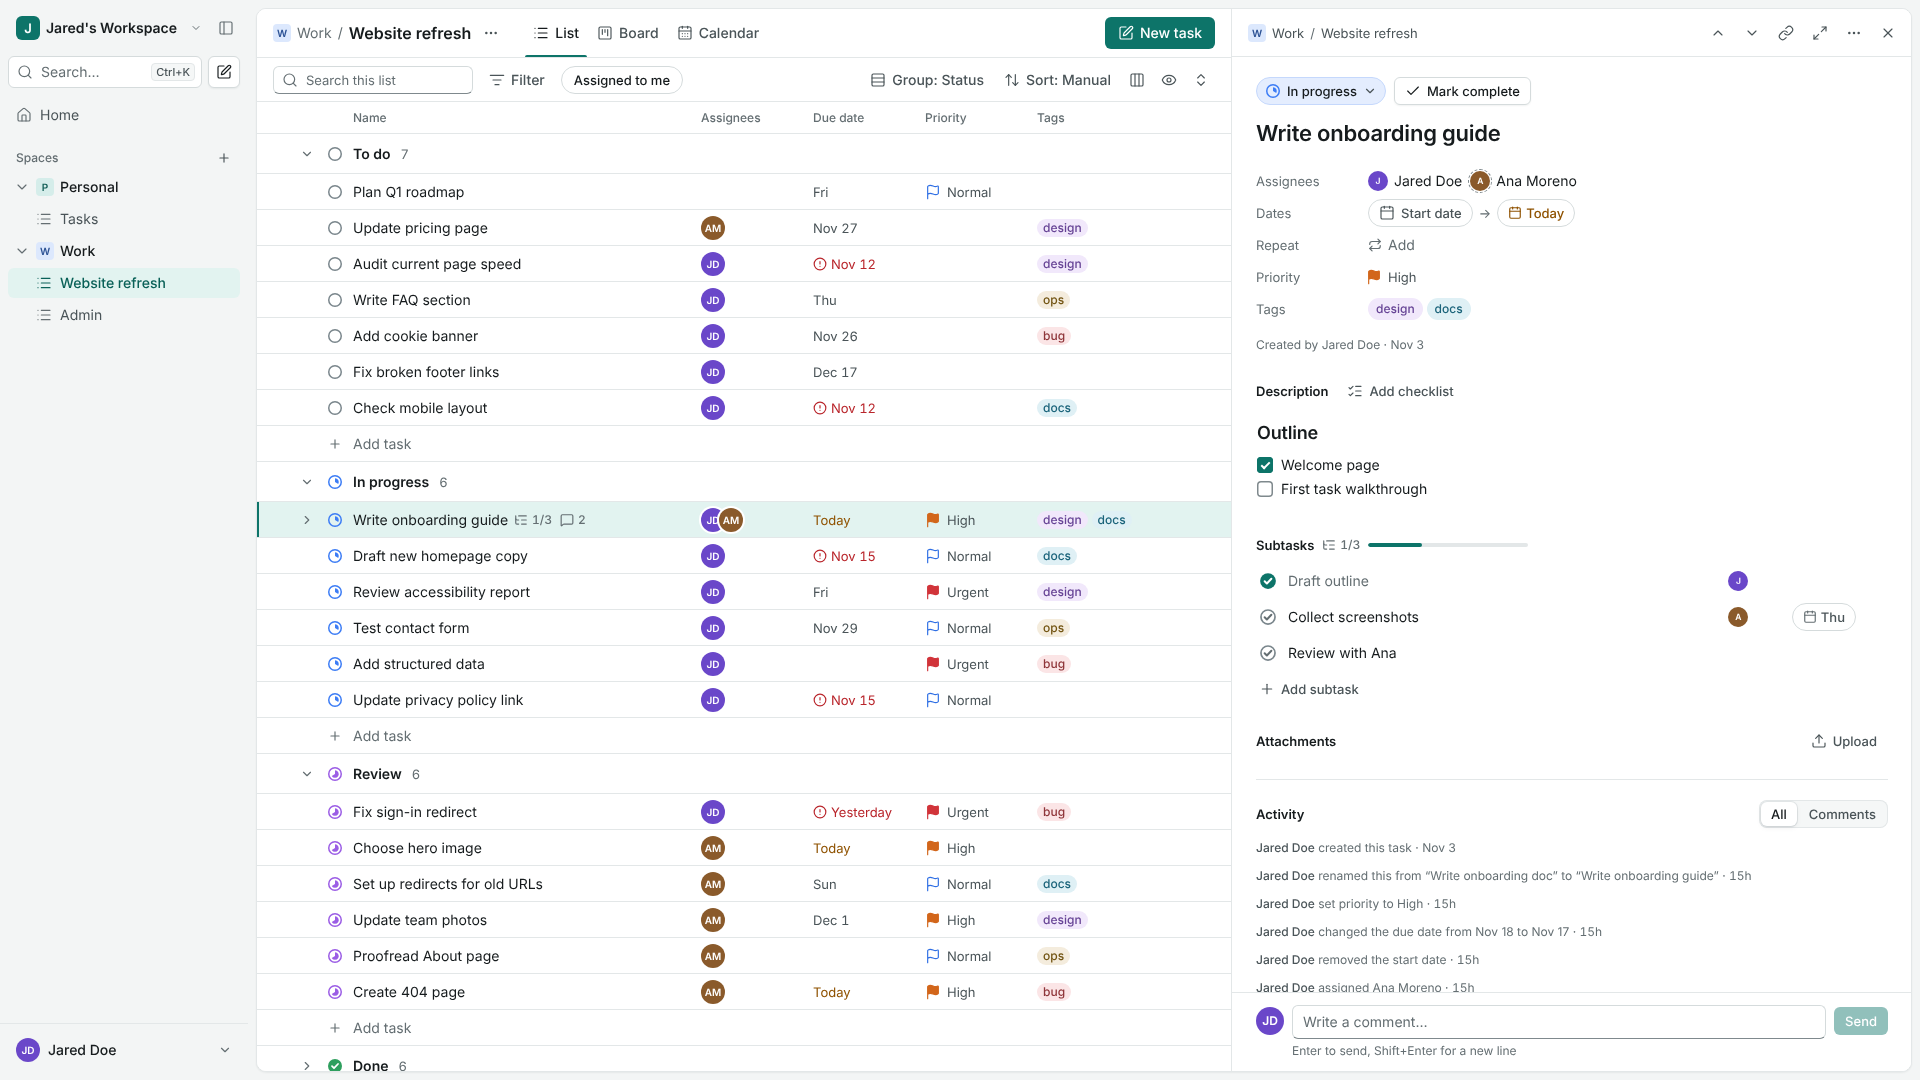 J Jared's Workspace
Search... Ctrl+K
Home
Spaces
P Personal
Tasks
W Work
Website refresh
Admin
JD Jared Doe
W Work / Website refresh
List Board Calendar
New task
Search this list Filter Assigned to me Group: Status Sort: Manual
Name Assignees Due date Priority Tags
To do 7
Plan Q1 roadmap Fri Normal
Update pricing page AM Nov 27 design
Audit current page speed JD Nov 12 design
Write FAQ section JD Thu ops
Add cookie banner JD Nov 26 bug
Fix broken footer links JD Dec 17
Check mobile layout JD Nov 12 docs
Add task
In progress 6
Write onboarding guide 1/3 2 JD AM Today High design docs
Draft new homepage copy JD Nov 15 Normal docs
Review accessibility report JD Fri Urgent design
Test contact form JD Nov 29 Normal ops
Add structured data JD Urgent bug
Update privacy policy link JD Nov 15 Normal
Add task
Review 6
Fix sign-in redirect JD Yesterday Urgent bug
Choose hero image AM Today High
Set up redirects for old URLs AM Sun Normal docs
Update team photos AM Dec 1 High design
Proofread About page AM Normal ops
Create 404 page AM Today High bug
Add task
Done 6
W Work / Website refresh
In progress Mark complete
Write onboarding guide
Assignees J Jared Doe A Ana Moreno
Dates Start date → Today
Repeat Add
Priority High
Tags design docs
Created by Jared Doe · Nov 3
Description Add checklist
Outline
Welcome page
First task walkthrough
Subtasks 1/3
Draft outline J
Collect screenshots A Thu
Review with Ana
Add subtask
Attachments Upload
Activity All Comments
Jared Doe created this task · Nov 3
Jared Doe renamed this from “Write onboarding doc” to “Write onboarding guide” · 15h
Jared Doe set priority to High · 15h
Jared Doe changed the due date from Nov 18 to Nov 17 · 15h
Jared Doe removed the start date · 15h
Jared Doe assigned Ana Moreno · 15h
JD Write a comment... Send
Enter to send, Shift+Enter for a new line